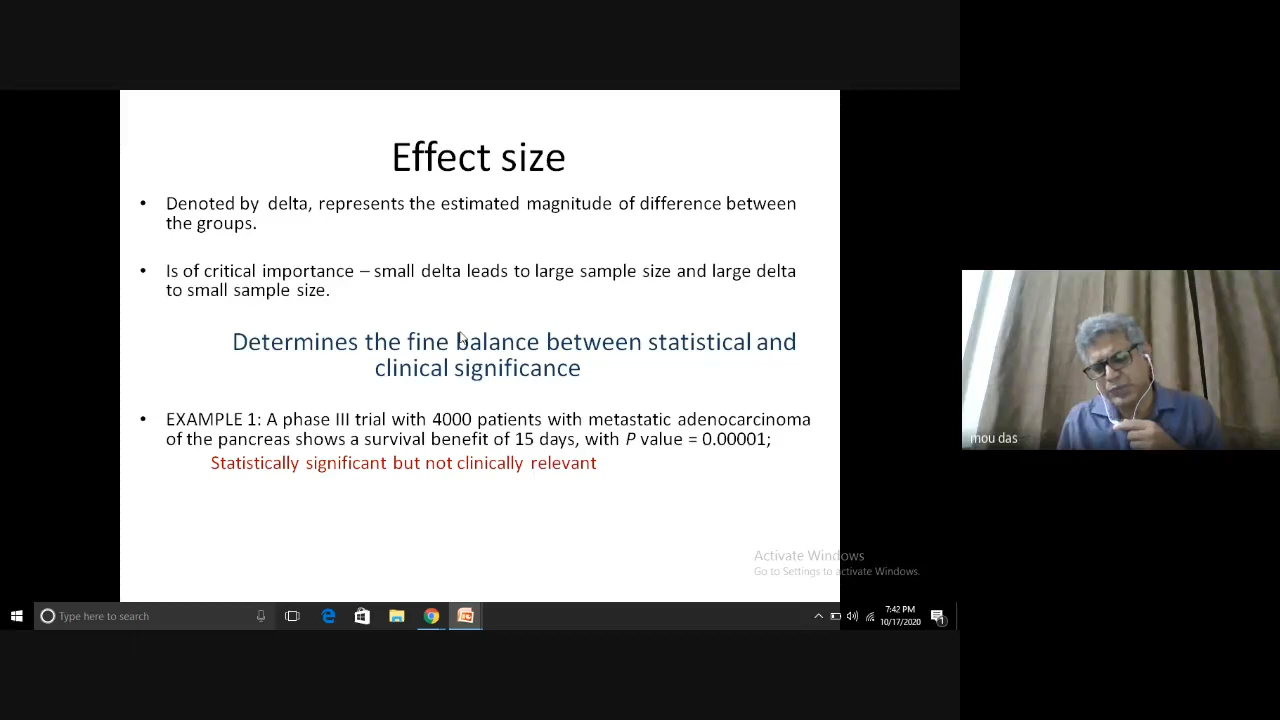 Effect size
• Denoted by delta, represents the estimated magnitude of difference between
the groups.
• Is of critical importance – small delta leads to large sample size and large delta
to small sample size.
Determines the fine balance between statistical and
clinical significance
• EXAMPLE 1: A phase III trial with 4000 patients with metastatic adenocarcinoma
of the pancreas shows a survival benefit of 15 days, with P value = 0.00001;
Statistically significant but not clinically relevant
mou das
Activate Windows
Go to Settings to activate Windows.
Type here to search
7:42 PM
10/17/2020
1